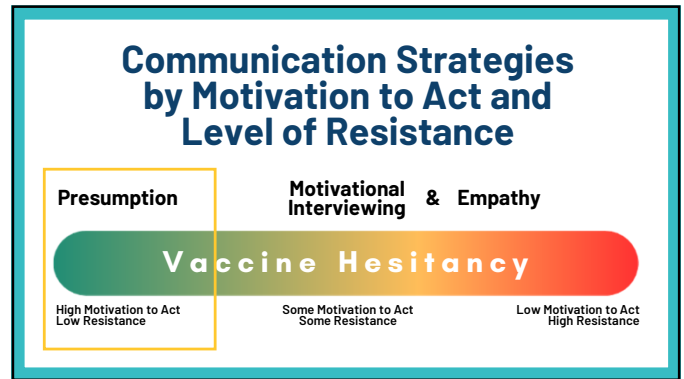 Communication Strategies
by Motivation to Act and
Level of Resistance
Presumption
Motivational
Interviewing
& Empathy
Vaccine Hesitancy
High Motivation to Act
Low Resistance
Some Motivation to Act
Some Resistance
Low Motivation to Act
High Resistance